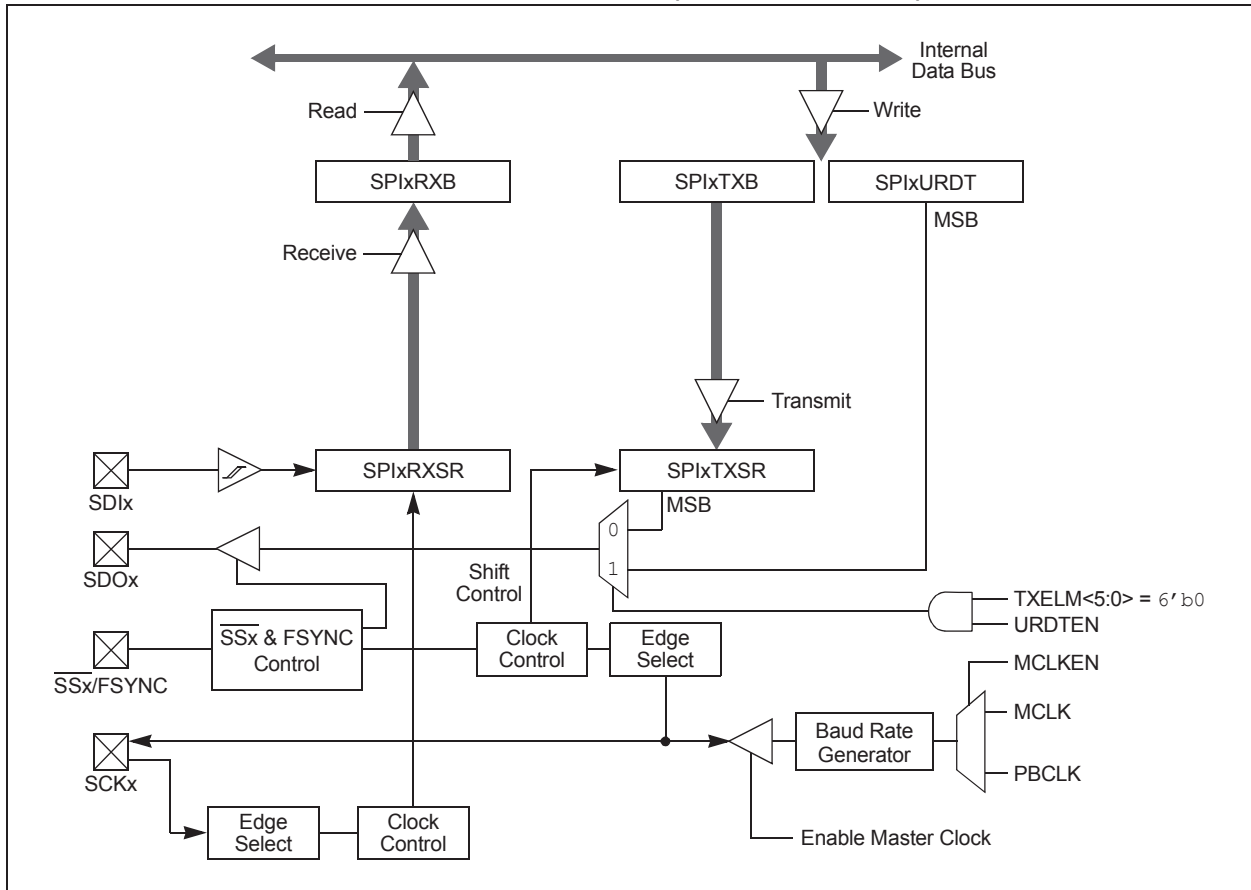 Internal
Data Bus
Read
Write
SPIxRXB
SPIxTXB
SPIxURDT
MSB
Receive
Transmit
SPIxRXSR
SPIxTXSR
SDIx
MSB
0
SDOx
1
Shift
Control
TXELM<5:0> = 6'b0
URDTEN
SSx & FSYNC
Control
Clock
Control
Edge
Select
SSx/FSYNC
MCLKEN
MCLK
Baud Rate
Generator
PBCLK
SCKx
Edge
Select
Clock
Control
Enable Master Clock